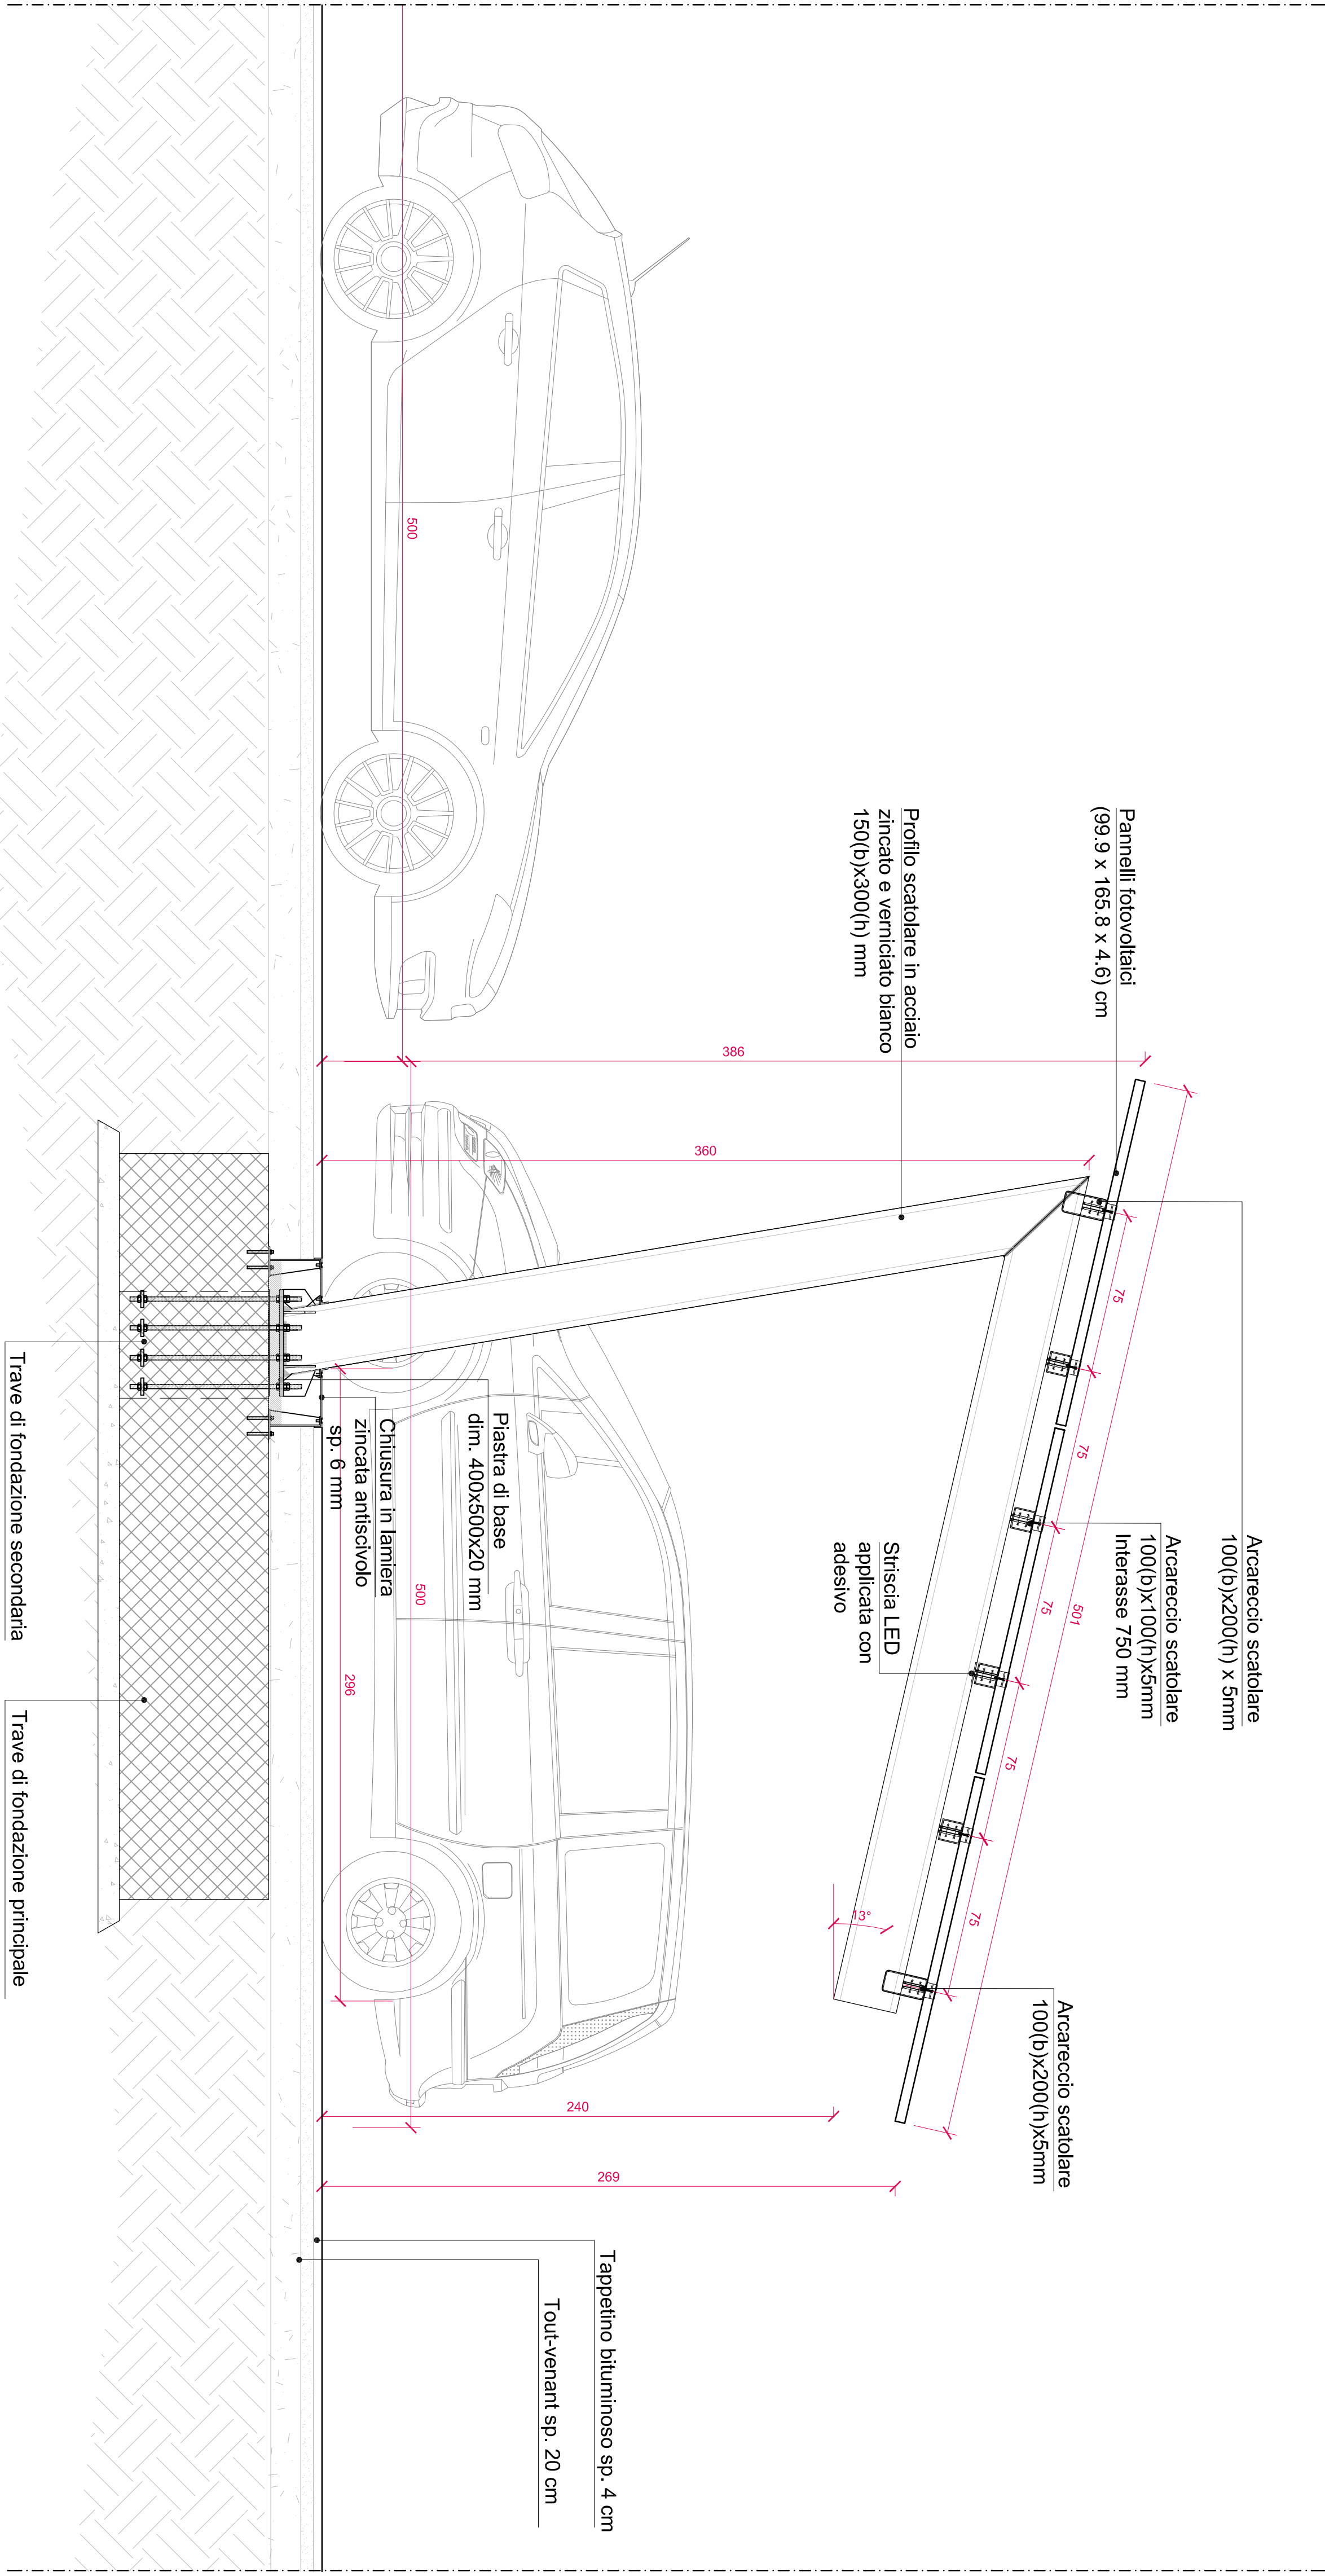 Arcareccio scatolare
100(b)x200(h) x 5mm
Arcareccio scatolare
100(b)x100(h)x5mm
Interasse 750 mm
Pannelli fotovoltaici
(99.9 x 165.8 x 4.6) cm
501
75
75
75
75
75
Arcareccio scatolare
100(b)x200(h)x5mm
Profilo scatolare in acciaio
zincato e verniciato bianco
150(b)x300(h) mm
Striscia LED
applicata con
adesivo
13°
386
360
240
269
Tappetino bituminoso sp. 4 cm
Tout-venant sp. 20 cm
Piastra di base
dim. 400x500x20 mm
500
500
Chiusura in lamiera
zincata antiscivolo
sp. 6 mm
296
Trave di fondazione secondaria
Trave di fondazione principale